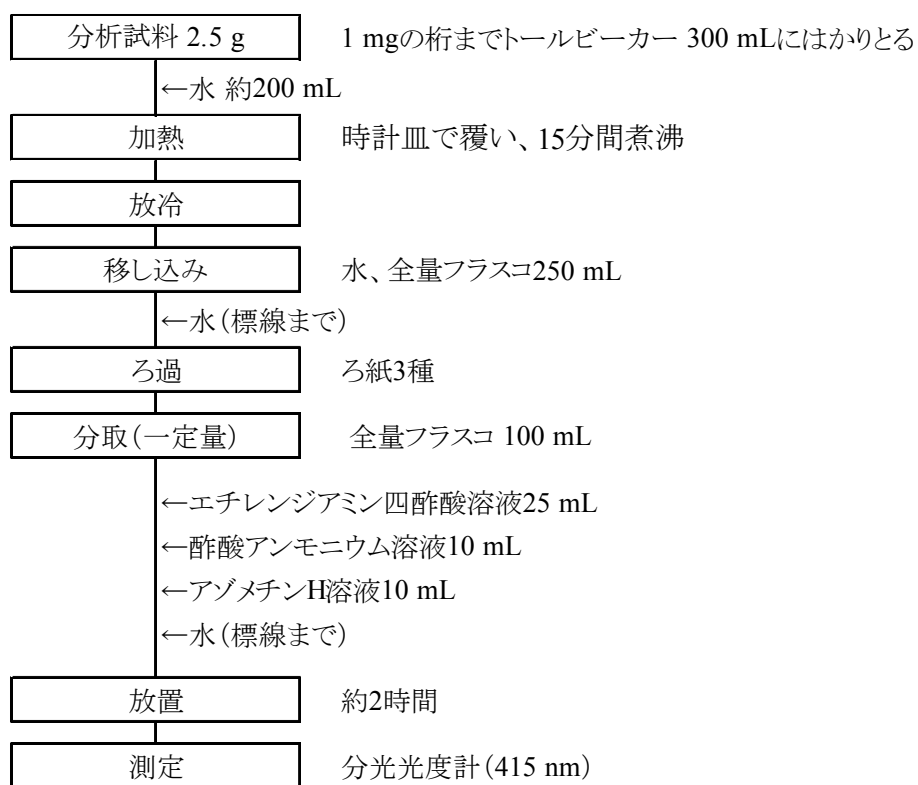 分析試料 2.5 g 1 mgの桁までトールビーカー 300 mLにはかりとる
←水 約200 mL
加熱 時計皿で覆い、15分間煮沸
放冷
移し込み 水、全量フラスコ250 mL
←水(標線まで)
ろ過 ろ紙3種
分取(一定量) 全量フラスコ 100 mL
←エチレンジアミン四酢酸溶液25 mL
←酢酸アンモニウム溶液10 mL
←アゾメチンH溶液10 mL
←水(標線まで)
放置 約2時間
測定 分光光度計(415 nm)